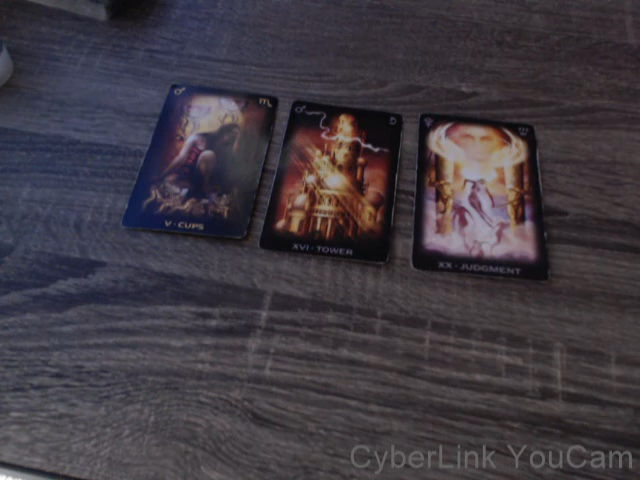 V · CUPS
XVI · TOWER
XX · JUDGMENT
CyberLink YouCam